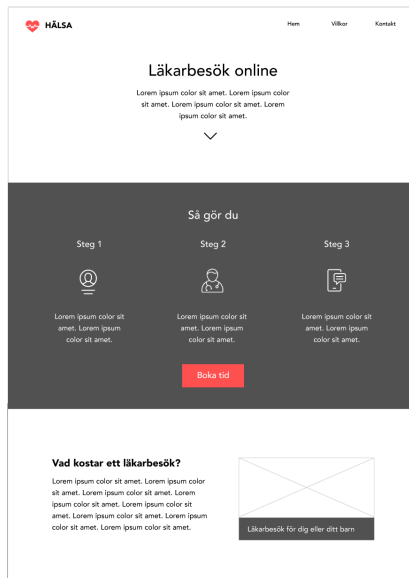 HÄLSA
Hem Villkor Kontakt
Läkarbesök online
Lorem ipsum color sit amet. Lorem ipsum color
sit amet. Lorem ipsum color sit amet. Lorem
ipsum color sit amet.
Så gör du
Steg 1
Lorem ipsum color sit
amet. Lorem ipsum
color sit amet.
Steg 2
Lorem ipsum color sit
amet. Lorem ipsum
color sit amet.
Steg 3
Lorem ipsum color sit
amet. Lorem ipsum
color sit amet.
Boka tid
Vad kostar ett läkarbesök?
Lorem ipsum color sit amet. Lorem ipsum color
sit amet. Lorem ipsum color sit amet. Lorem
ipsum color sit amet. Lorem ipsum color sit
amet. Lorem ipsum color sit amet. Lorem ipsum
color sit amet. Lorem ipsum color sit amet.
Läkarbesök för dig eller ditt barn